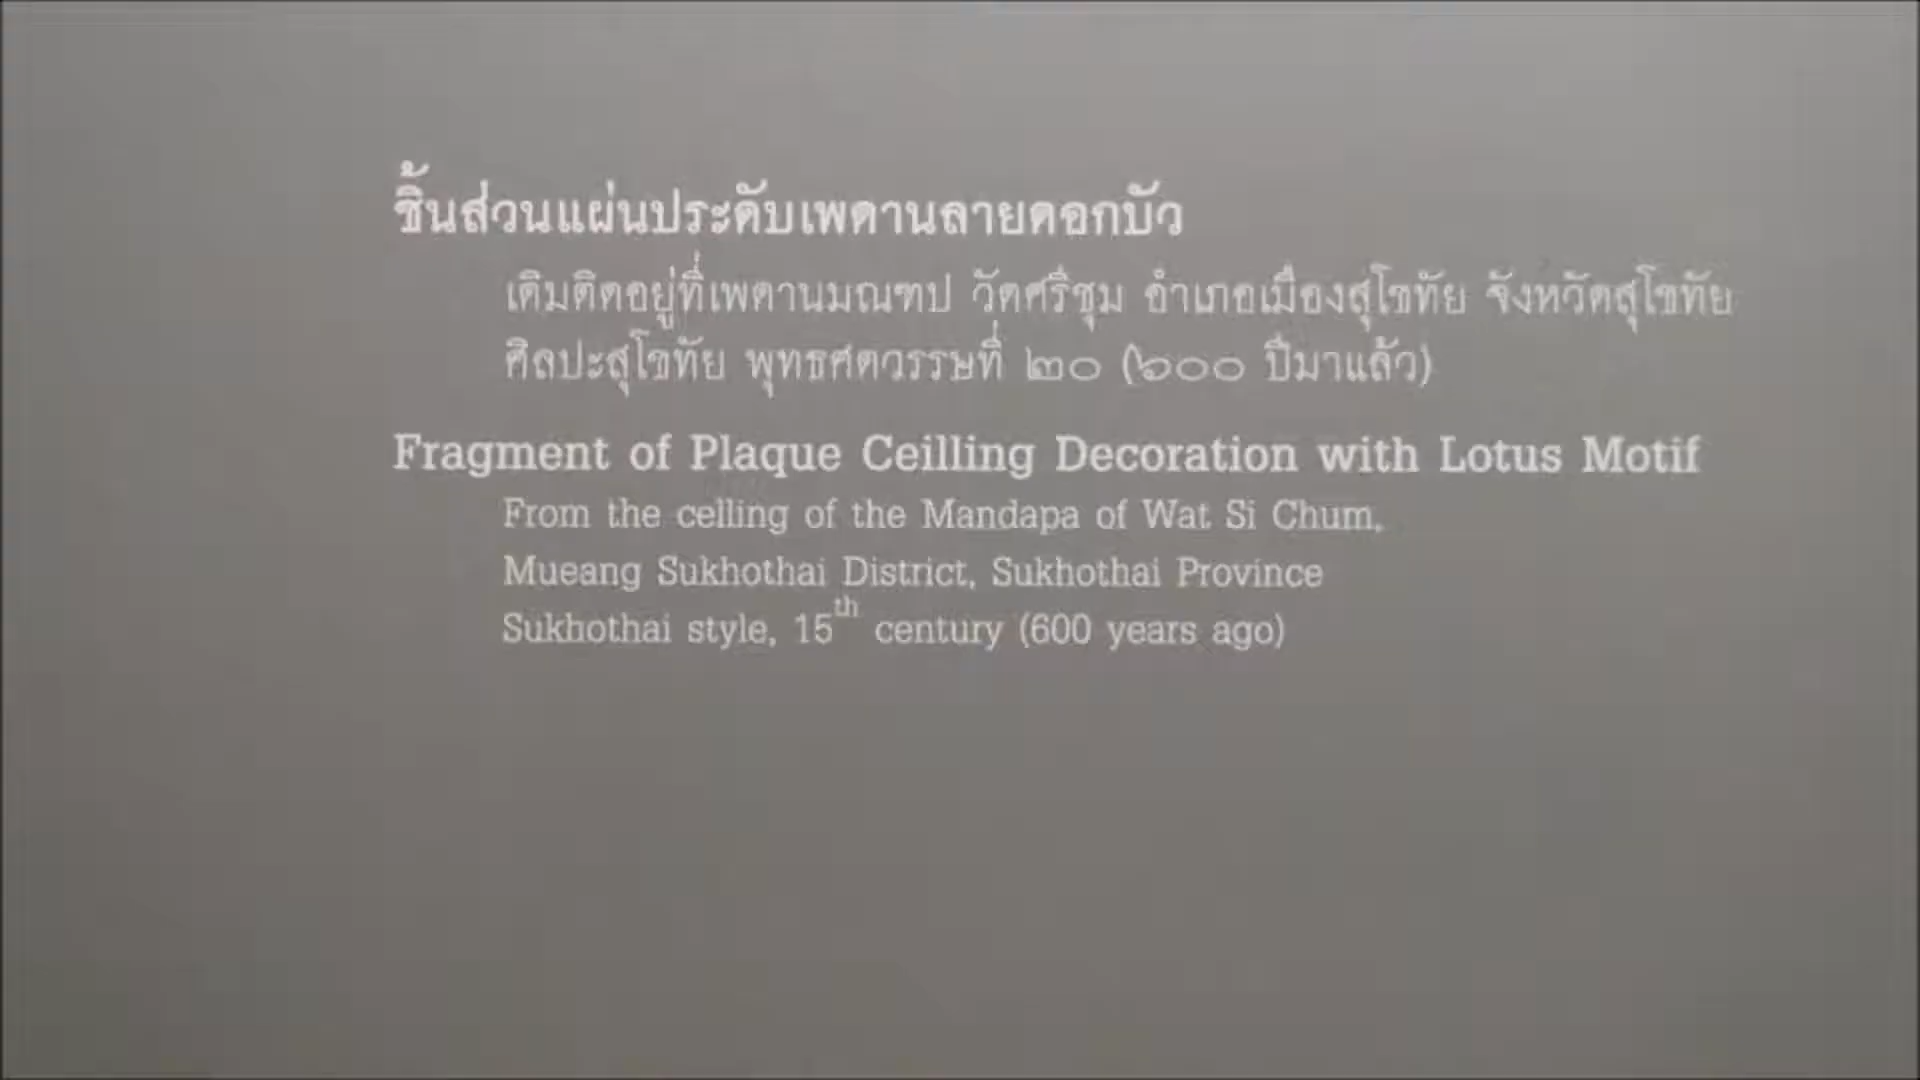 ชิ้นส่วนแผ่นประดับเพดานลายดอกบัว
เดิมติดอยู่ที่เพดานมณฑป วัดศรีชุม อำเภอเมืองสุโขทัย จังหวัดสุโขทัย
ศิลปะสุโขทัย พุทธศตวรรษที่ ๒๐ (๖๐๐ ปีมาแล้ว)
Fragment of Plaque Ceilling Decoration with Lotus Motif
From the celling of the Mandapa of Wat Si Chum,
Mueang Sukhothai District, Sukhothai Province
Sukhothai style, 15th century (600 years ago)